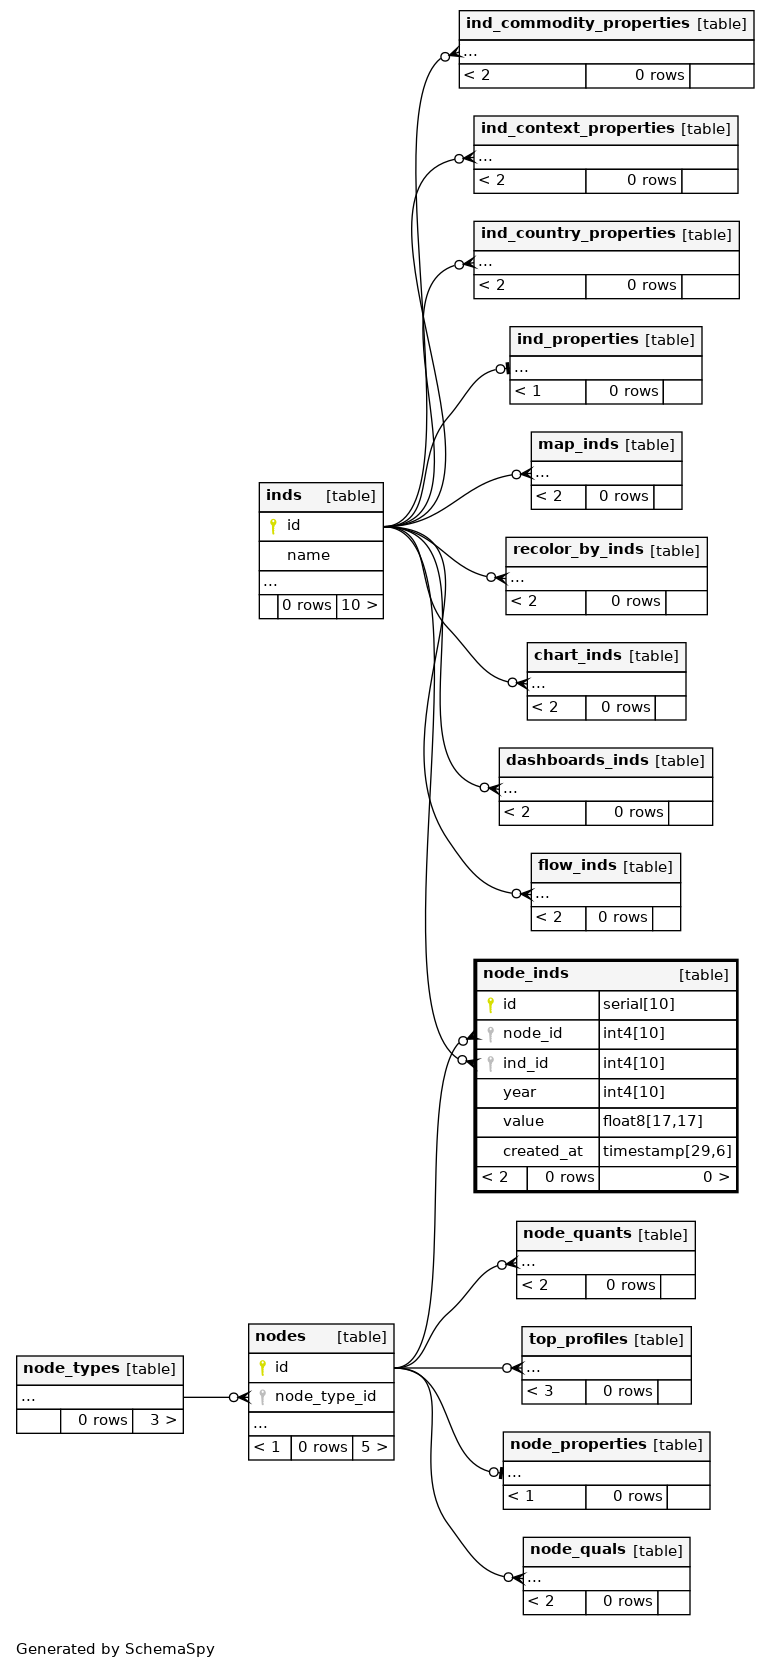 ind_commodity_properties [table]
...
< 2 0 rows
ind_context_properties [table]
...
< 2 0 rows
ind_country_properties [table]
...
< 2 0 rows
ind_properties [table]
...
< 1 0 rows
map_inds [table]
...
< 2 0 rows
inds [table]
id
name
...
0 rows 10 >
recolor_by_inds [table]
...
< 2 0 rows
chart_inds [table]
...
< 2 0 rows
dashboards_inds [table]
...
< 2 0 rows
flow_inds [table]
...
< 2 0 rows
node_inds [table]
id serial[10]
node_id int4[10]
ind_id int4[10]
year int4[10]
value float8[17,17]
created_at timestamp[29,6]
< 2 0 rows 0 >
node_quants [table]
...
< 2 0 rows
node_types [table]
...
0 rows 3 >
nodes [table]
id
node_type_id
...
< 1 0 rows 5 >
top_profiles [table]
...
< 3 0 rows
node_properties [table]
...
< 1 0 rows
node_quals [table]
...
< 2 0 rows
Generated by SchemaSpy